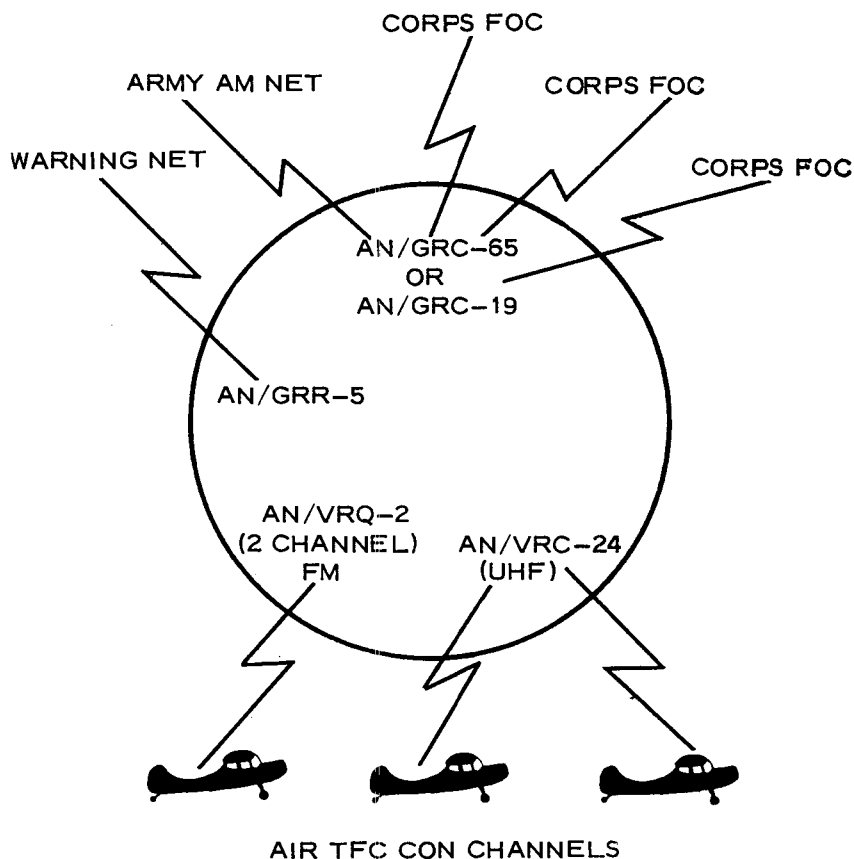 CORPS FOC
ARMY AM NET
CORPS FOC
WARNING NET
CORPS FOC
AN/GRC-65
OR
AN/GRC-19
AN/GRR-5
AN/VRQ-2
(2 CHANNEL)
FM
AN/VRC-24
(UHF)
AIR TFC CON CHANNELS